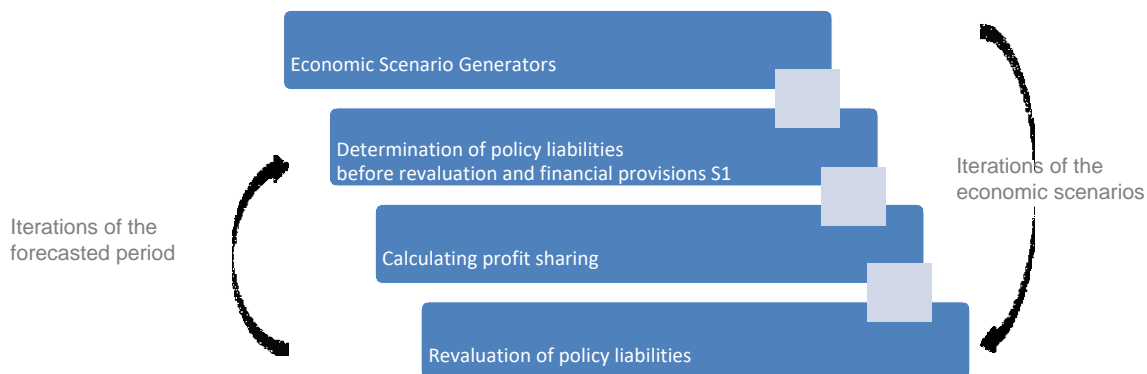 Economic Scenario Generators
Determination of policy liabilities
before revaluation and financial provisions S1
Calculating profit sharing
Revaluation of policy liabilities
Iterations of the
forecasted period
Iterations of the
economic scenarios